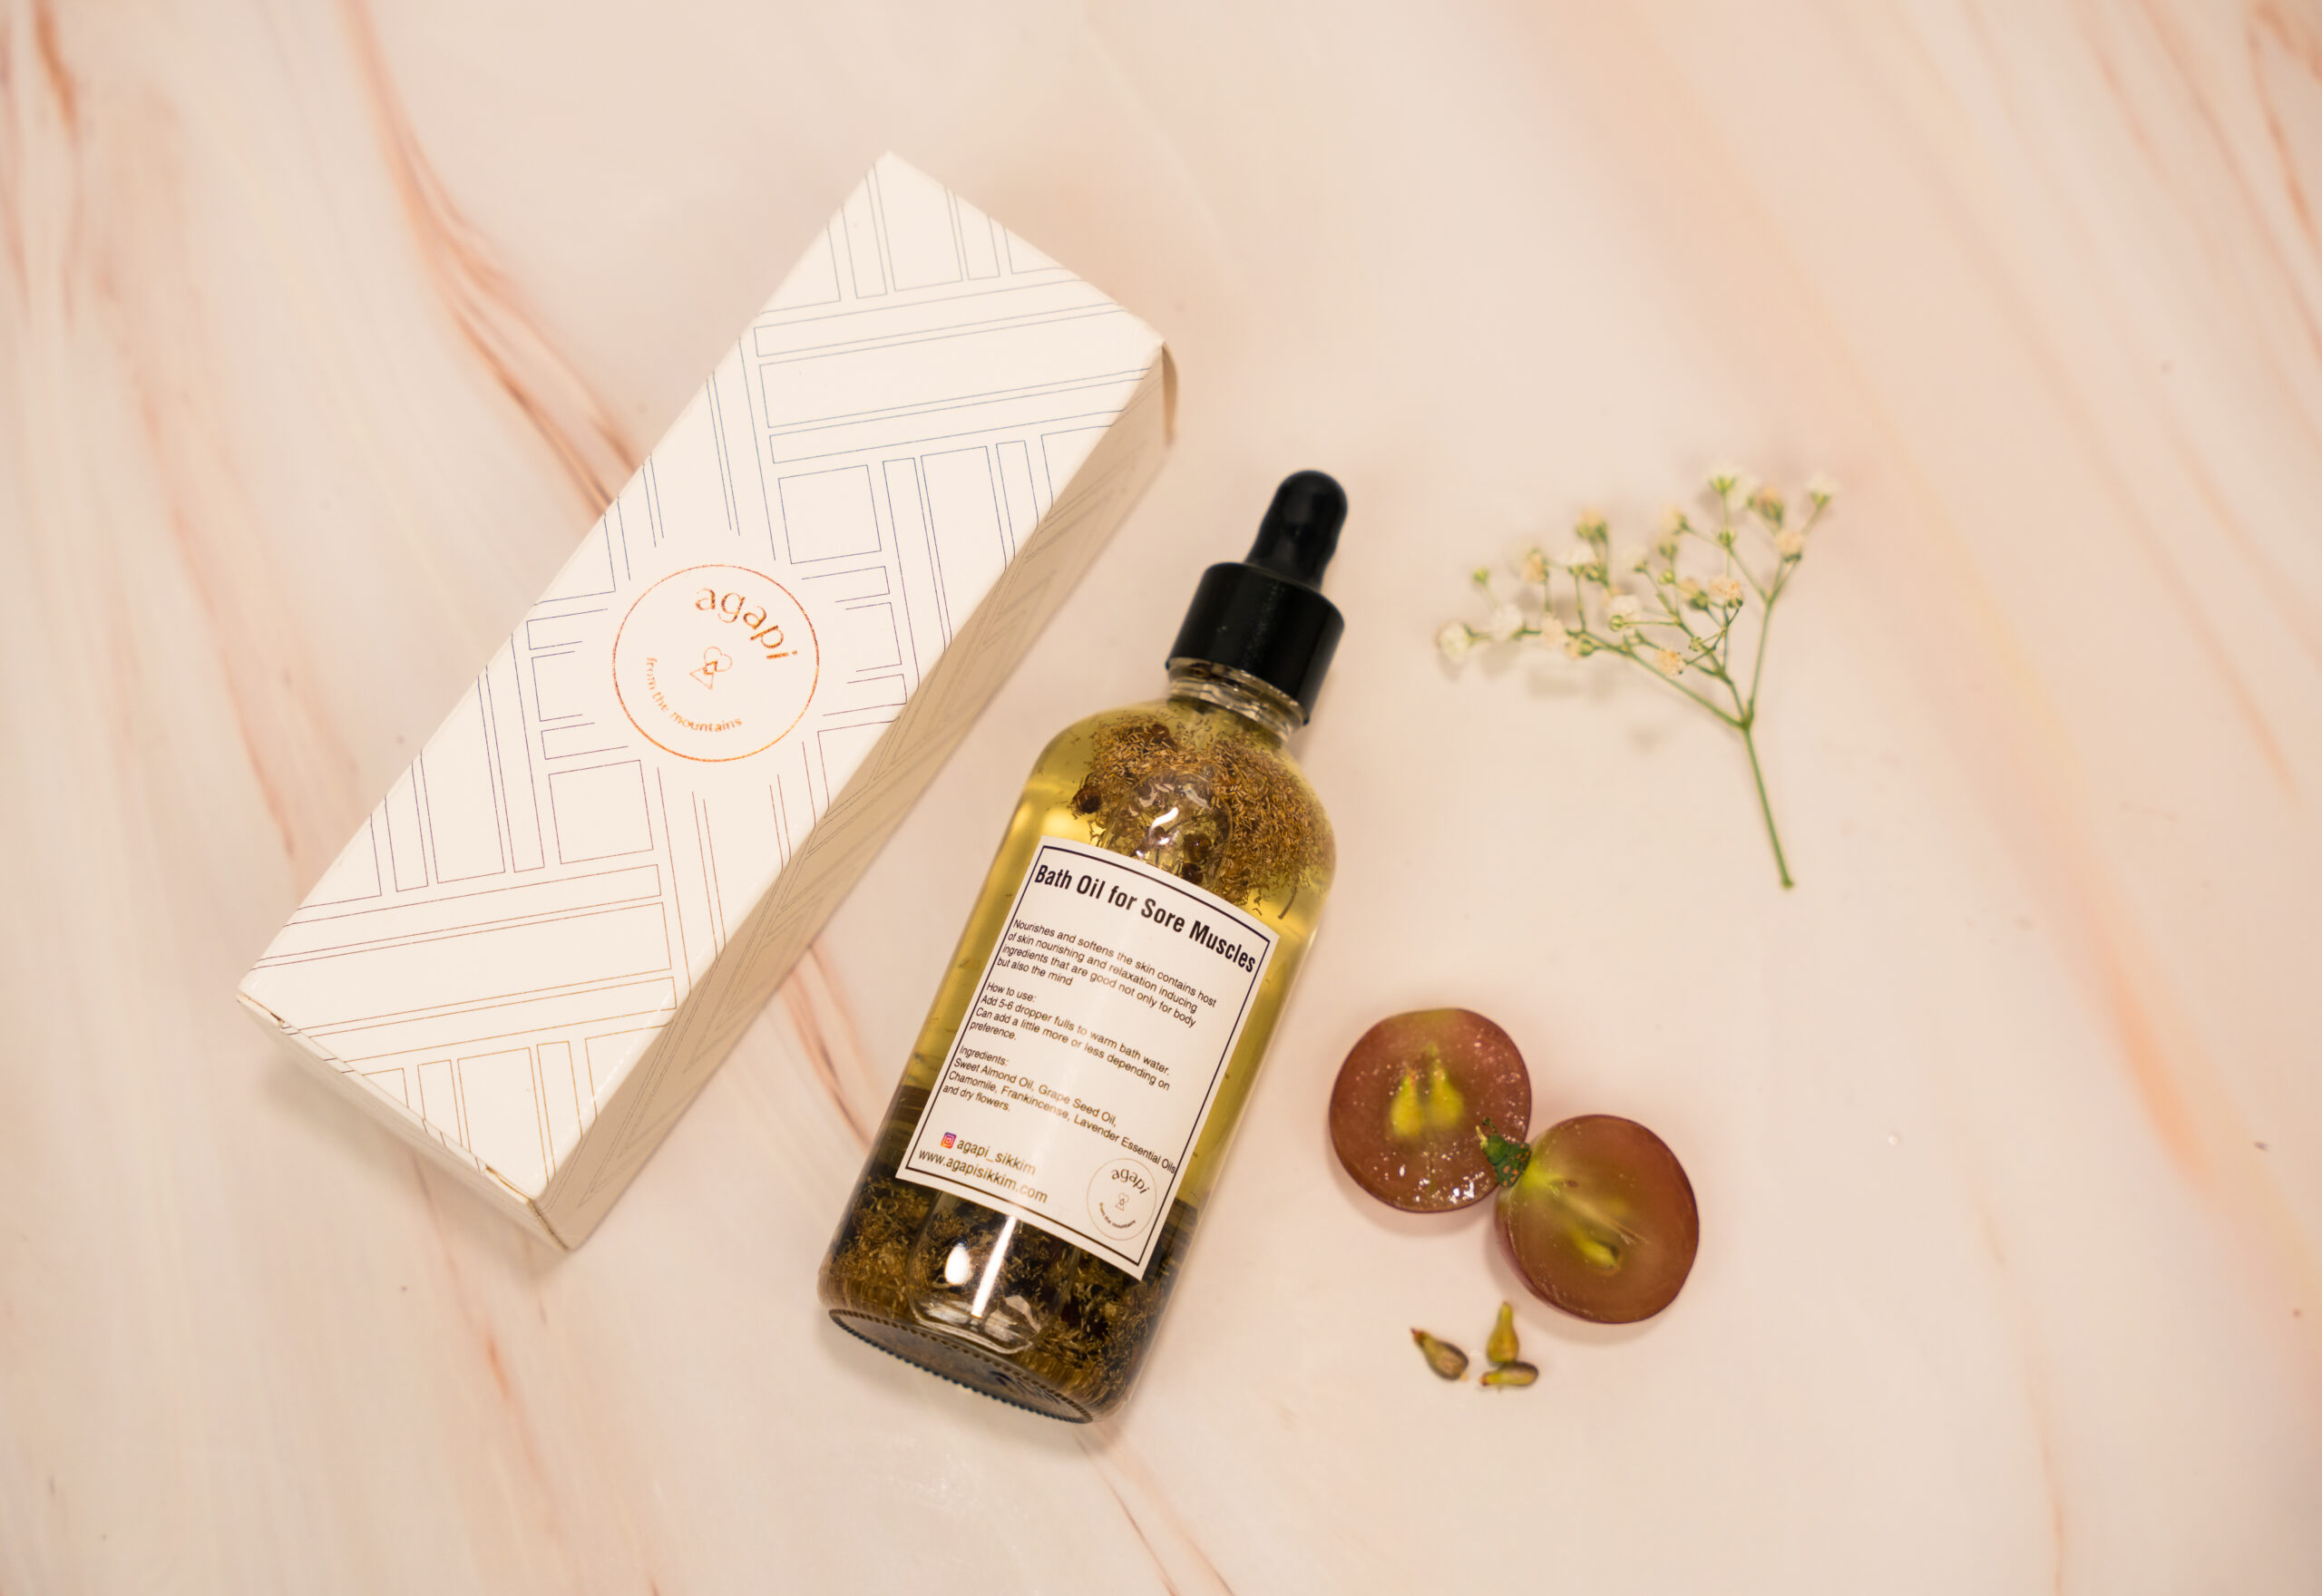 agapi
from the mountains
Bath Oil for Sore Muscles
Nourishes and softens the skin contains host
of skin nourishing and relaxation inducing
ingredients that are good not only for body
but also the mind
How to use:
Add 5-6 dropper fulls to warm bath water.
Can add a little more or less depending on
preference.
Ingredients:
Sweet Almond Oil, Grape Seed Oil,
Chamomile, Frankincense, Lavender Essential Oils
and dry flowers.
agapi_sikkim
www.agapisikkim.com
agapi
from the mountains